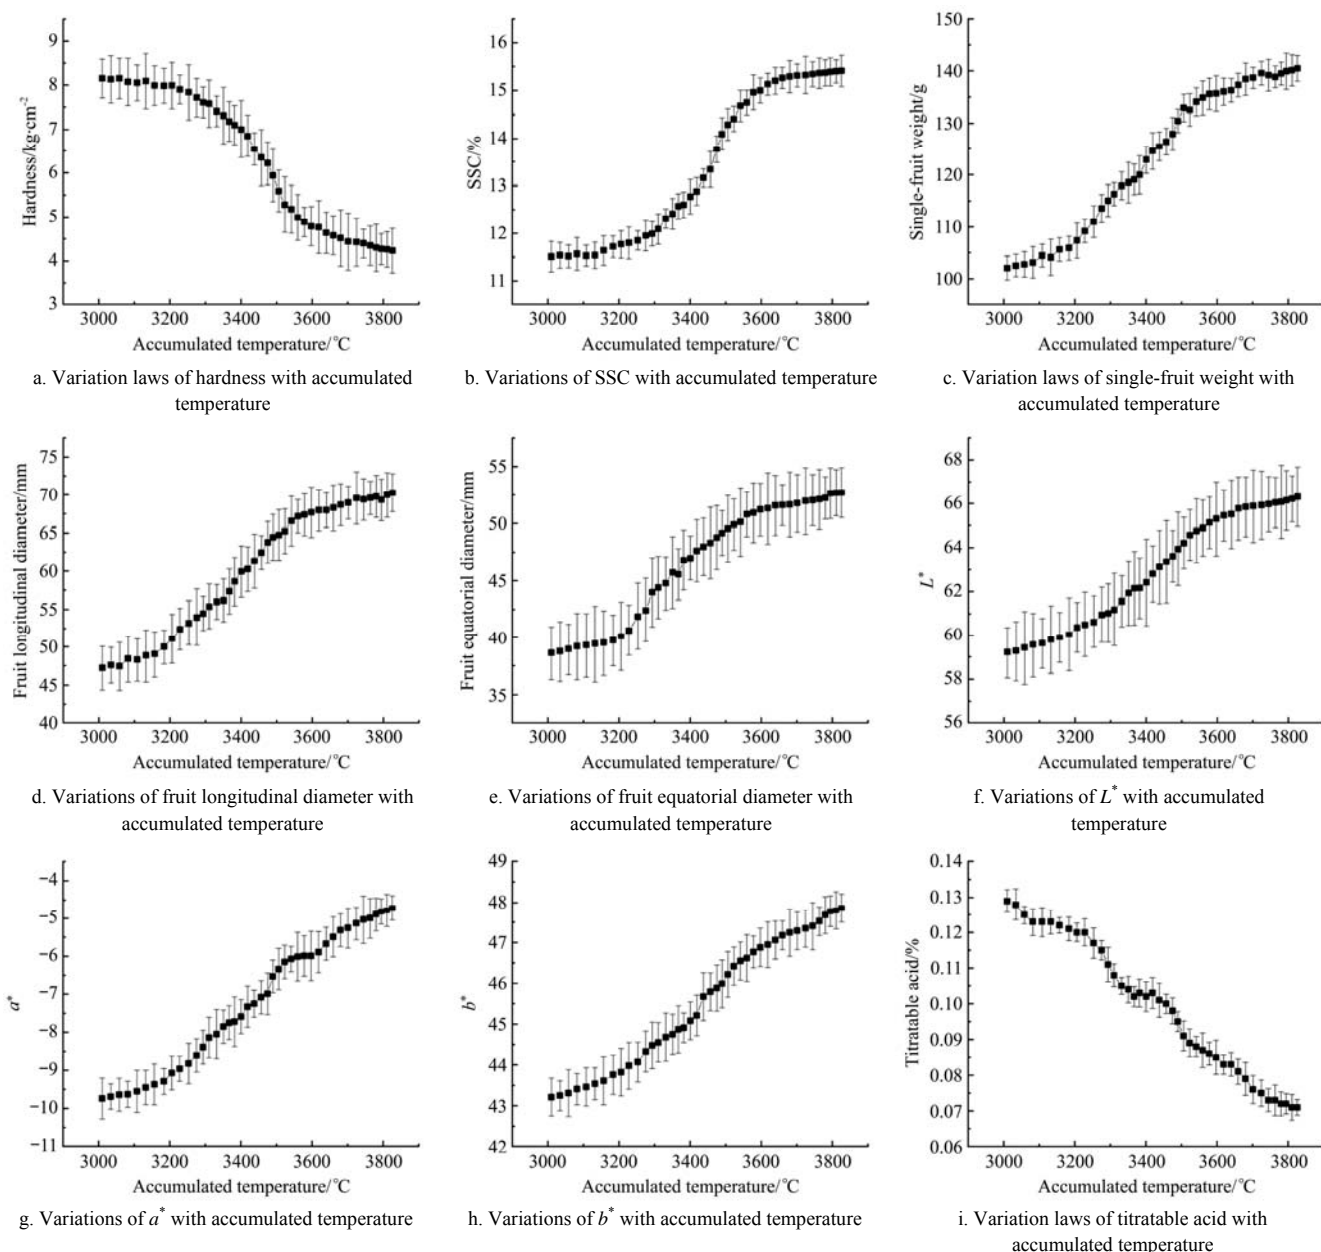 9
8
7
6
5
4
3
Hardness/kg·cm⁻²
3000 3200 3400 3600 3800
Accumulated temperature/℃
a. Variation laws of hardness with accumulated
temperature
16
15
14
13
12
11
SSC/%
3000 3200 3400 3600 3800
Accumulated temperature/℃
b. Variations of SSC with accumulated temperature
140
130
120
110
100
Single-fruit weight/g
3000 3200 3400 3600 3800
Accumulated temperature/℃
c. Variation laws of single-fruit weight with
accumulated temperature
75
70
65
60
55
50
45
40
Fruit longitudinal diameter/mm
3000 3200 3400 3600 3800
Accumulated temperature/℃
d. Variations of fruit longitudinal diameter with
accumulated temperature
55
50
45
40
35
Fruit equatorial diameter/mm
3000 3200 3400 3600 3800
Accumulated temperature/℃
e. Variations of fruit equatorial diameter with
accumulated temperature
68
66
64
62
60
58
56
L*
3000 3200 3400 3600 3800
Accumulated temperature/℃
f. Variations of L* with accumulated
temperature
−4
−5
−6
−7
−8
−9
−10
−11
a*
3000 3200 3400 3600 3800
Accumulated temperature/℃
g. Variations of a* with accumulated temperature
49
48
47
46
45
44
43
42
b*
3000 3200 3400 3600 3800
Accumulated temperature/℃
h. Variations of b* with accumulated temperature
0.14
0.13
0.12
0.11
0.10
0.09
0.08
0.07
0.06
Titratable acid/%
3000 3200 3400 3600 3800
Accumulated temperature/℃
i. Variation laws of titratable acid with
accumulated temperature